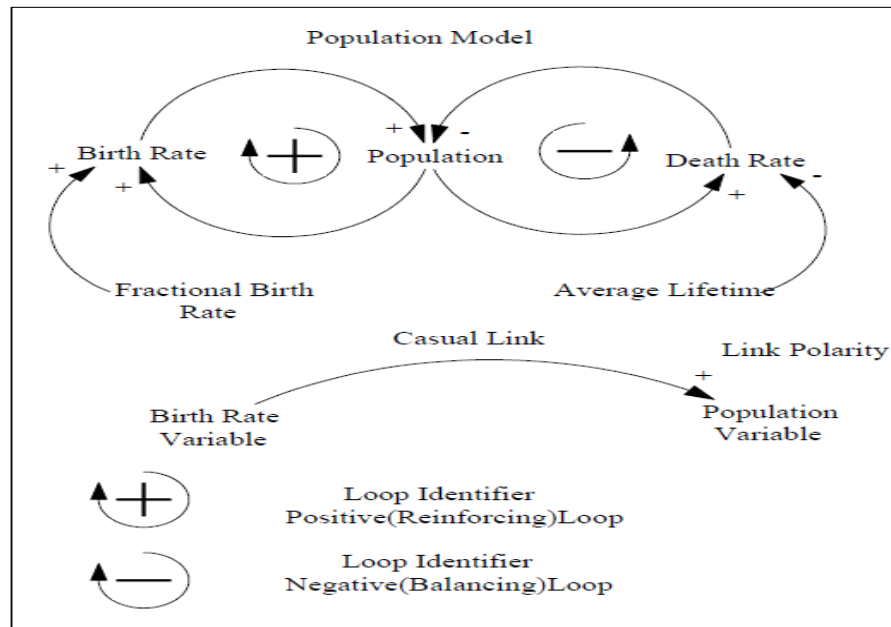 Population Model
+ -
+ Birth Rate + Population - Death Rate -
+ +
Fractional Birth
Rate
Average Lifetime
Casual Link
Link Polarity
+
Birth Rate
Variable
Population
Variable
+ Loop Identifier
Positive(Reinforcing)Loop
- Loop Identifier
Negative(Balancing)Loop